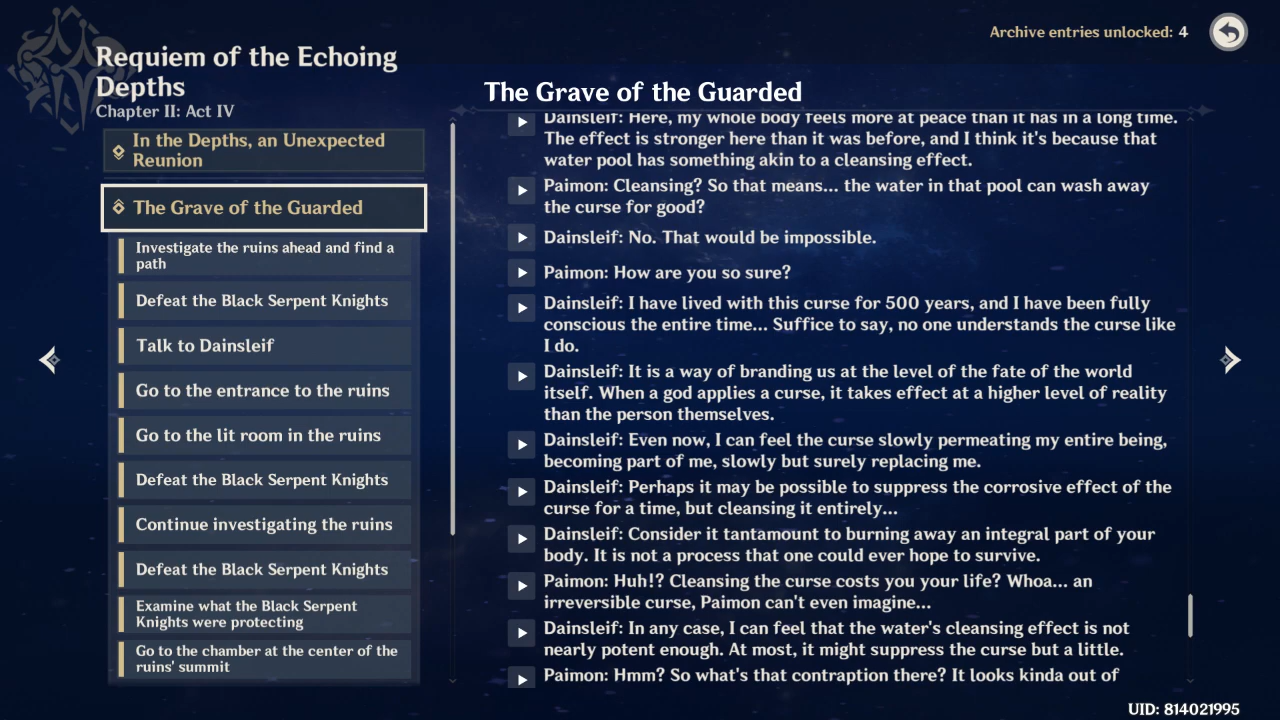 Archive entries unlocked: 4
Requiem of the Echoing
Depths
Chapter II: Act IV
In the Depths, an Unexpected
Reunion
The Grave of the Guarded
Investigate the ruins ahead and find a
path
Defeat the Black Serpent Knights
Talk to Dainsleif
Go to the entrance to the ruins
Go to the lit room in the ruins
Defeat the Black Serpent Knights
Continue investigating the ruins
Defeat the Black Serpent Knights
Examine what the Black Serpent
Knights were protecting
Go to the chamber at the center of the
ruins' summit
The Grave of the Guarded
Dainsleif: Here, my whole body feels more at peace than it has in a long time.
The effect is stronger here than it was before, and I think it's because that
water pool has something akin to a cleansing effect.
Paimon: Cleansing? So that means... the water in that pool can wash away
the curse for good?
Dainsleif: No. That would be impossible.
Paimon: How are you so sure?
Dainsleif: I have lived with this curse for 500 years, and I have been fully
conscious the entire time... Suffice to say, no one understands the curse like
I do.
Dainsleif: It is a way of branding us at the level of the fate of the world
itself. When a god applies a curse, it takes effect at a higher level of reality
than the person themselves.
Dainsleif: Even now, I can feel the curse slowly permeating my entire being,
becoming part of me, slowly but surely replacing me.
Dainsleif: Perhaps it may be possible to suppress the corrosive effect of the
curse for a time, but cleansing it entirely...
Dainsleif: Consider it tantamount to burning away an integral part of your
body. It is not a process that one could ever hope to survive.
Paimon: Huh!? Cleansing the curse costs you your life? Whoa... an
irreversible curse, Paimon can't even imagine...
Dainsleif: In any case, I can feel that the water's cleansing effect is not
nearly potent enough. At most, it might suppress the curse but a little.
Paimon: Hmm? So what's that contraption there? It looks kinda out of
UID: 814021995